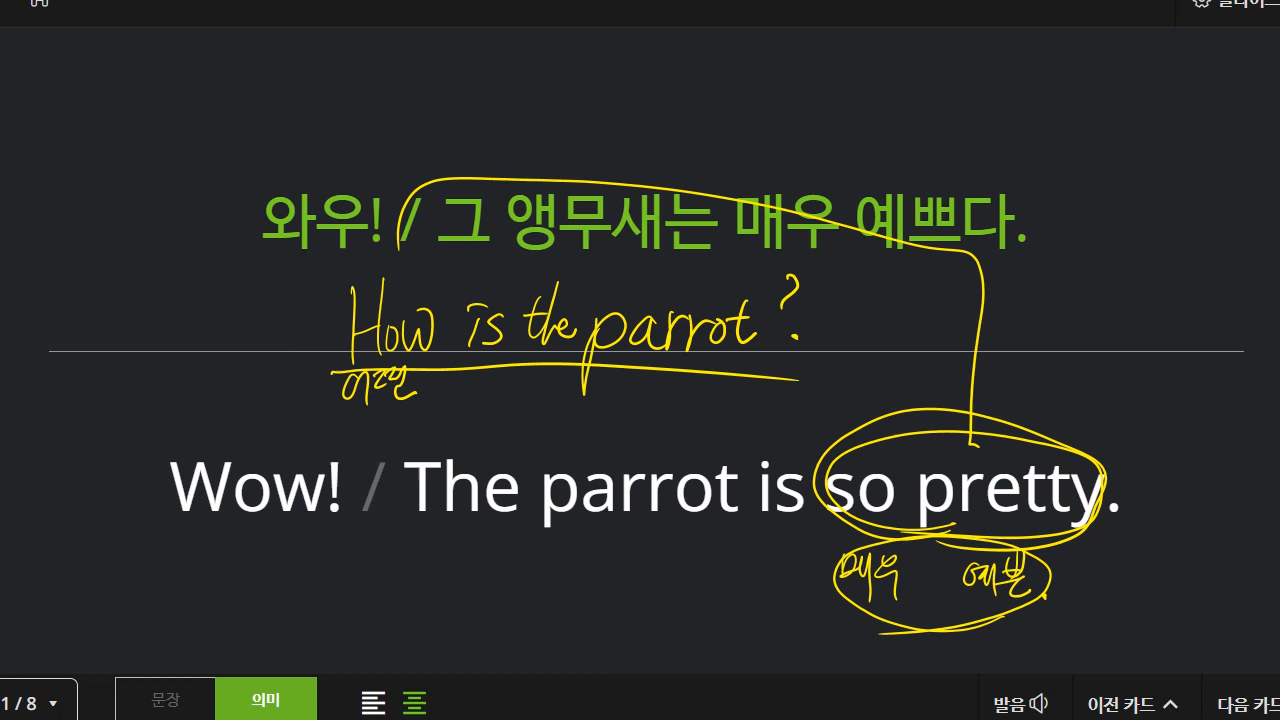 와우! / 그 앵무새는 매우 예쁘다.
How is the parrot?
어떤
Wow! / The parrot is so pretty.
매우 예쁜
1 / 8 문장 의미 발음 이전 카드 다음 카드